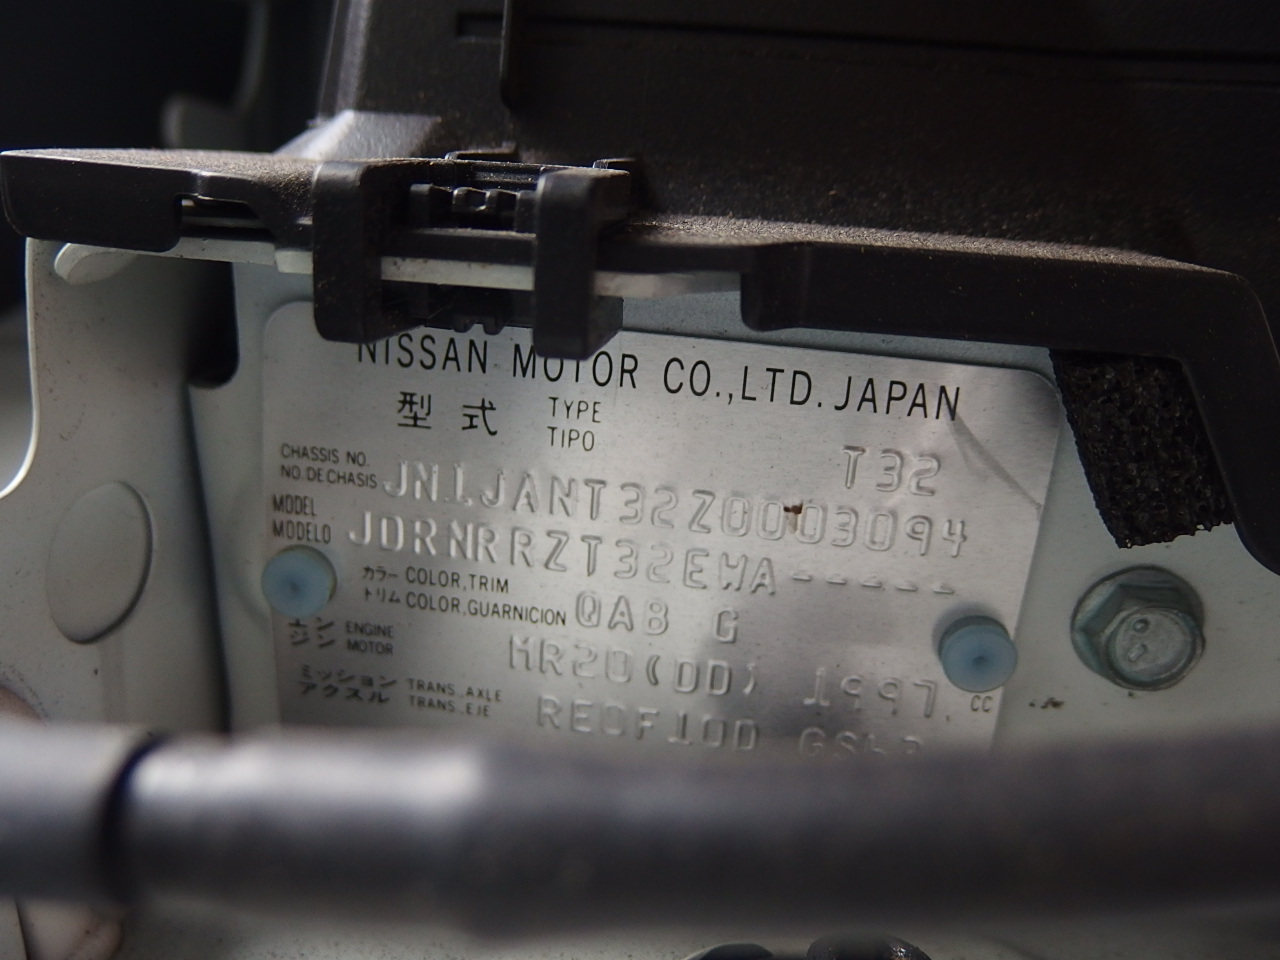 NISSAN MOTOR CO.,LTD. JAPAN
型式 TYPE TIPO T32
CHASSIS NO.
NO. DE CHASIS JN1JANT32Z0003094
MODEL
MODELO JDRNRRZT32EWA-----
カラー COLOR,TRIM
トリム COLOR,GUARNICION QAB G
ENGINE
MOTOR MR20(DD) 1997 CC
ミッション TRANS.,AXLE
アクスル TRANS.,EJE RE0F10D